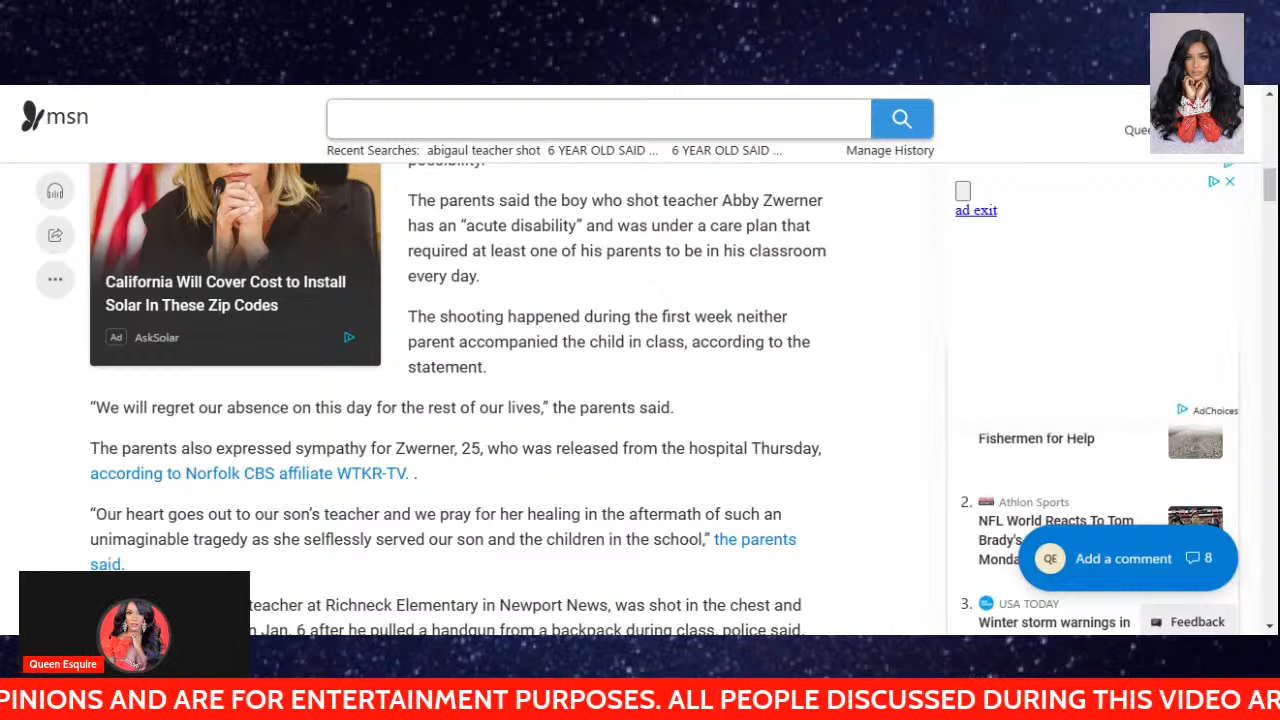 msn
Recent Searches: abigaul teacher shot 6 YEAR OLD SAID ... 6 YEAR OLD SAID ... Manage History
possibility.
The parents said the boy who shot teacher Abby Zwerner
has an “acute disability” and was under a care plan that
required at least one of his parents to be in his classroom
every day.
The shooting happened during the first week neither
parent accompanied the child in class, according to the
statement.
California Will Cover Cost to Install
Solar In These Zip Codes
Ad AskSolar
“We will regret our absence on this day for the rest of our lives,” the parents said.
The parents also expressed sympathy for Zwerner, 25, who was released from the hospital Thursday,
according to Norfolk CBS affiliate WTKR-TV. .
“Our heart goes out to our son’s teacher and we pray for her healing in the aftermath of such an
unimaginable tragedy as she selflessly served our son and the children in the school,” the parents
said.
teacher at Richneck Elementary in Newport News, was shot in the chest and
Jan. 6 after he pulled a handgun from a backpack during class, police said.
ad exit
AdChoices
Fishermen for Help
2. Athlon Sports
NFL World Reacts To Tom
Brady's
Monda
QE Add a comment 8
3. USA TODAY
Winter storm warnings in
Feedback
Queen Esquire
PINIONS AND ARE FOR ENTERTAINMENT PURPOSES. ALL PEOPLE DISCUSSED DURING THIS VIDEO AR